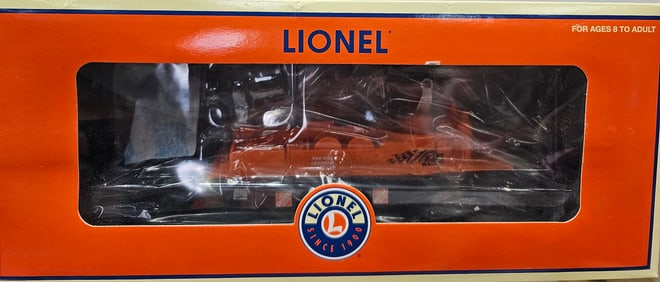 LIONEL
FOR AGES 8 TO ADULT
LIONEL
L
SINCE 1900